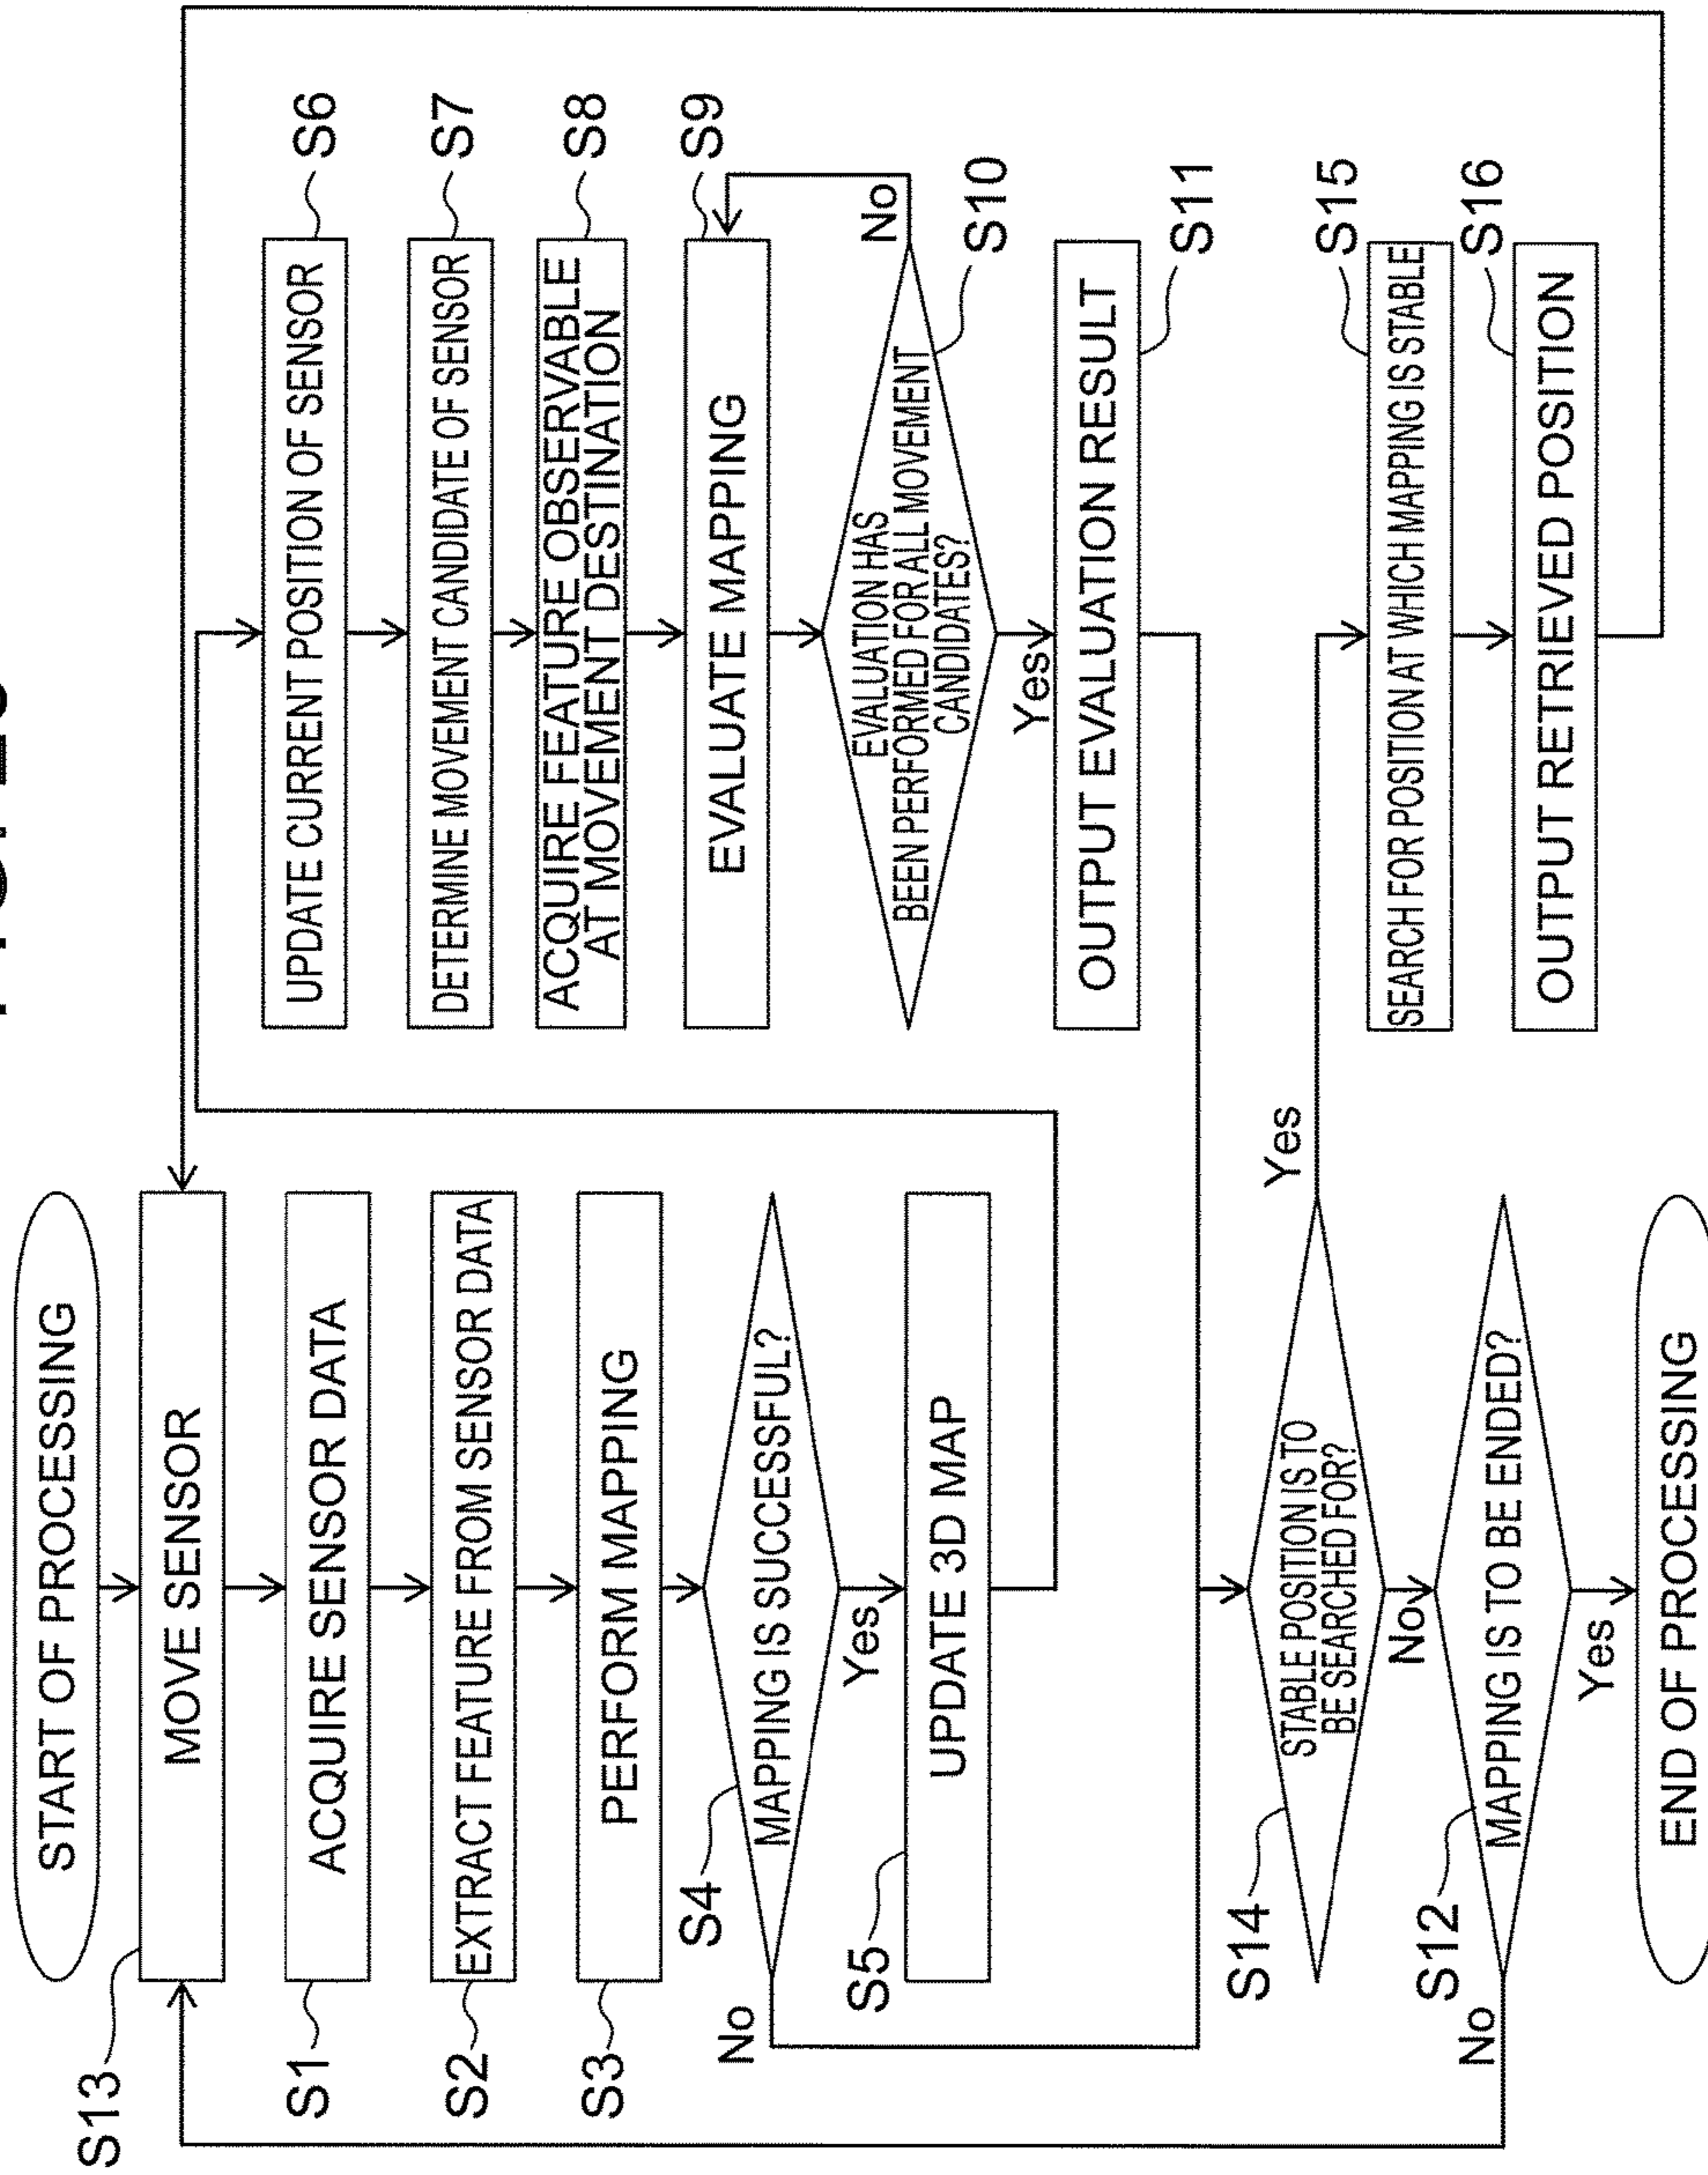 START OF PROCESSING
S13
MOVE SENSOR
S1
ACQUIRE SENSOR DATA
S2
EXTRACT FEATURE FROM SENSOR DATA
S3
PERFORM MAPPING
S4
MAPPING IS SUCCESSFUL?
No
Yes
S5
UPDATE 3D MAP
S6
UPDATE CURRENT POSITION OF SENSOR
S7
DETERMINE MOVEMENT CANDIDATE OF SENSOR
S8
ACQUIRE FEATURE OBSERVABLE
AT MOVEMENT DESTINATION
S9
EVALUATE MAPPING
No
S10
EVALUATION HAS
BEEN PERFORMED FOR ALL MOVEMENT
CANDIDATES?
Yes
S11
OUTPUT EVALUATION RESULT
S14
STABLE POSITION IS TO
BE SEARCHED FOR?
Yes
No
S15
SEARCH FOR POSITION AT WHICH MAPPING IS STABLE
S16
OUTPUT RETRIEVED POSITION
S12
MAPPING IS TO BE ENDED?
No
Yes
END OF PROCESSING